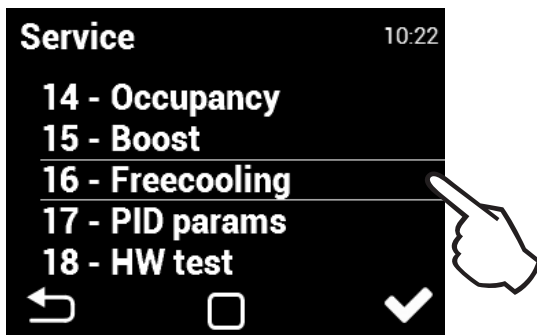 Service 10:22
14 - Occupancy
15 - Boost
16 - Freecooling
17 - PID params
18 - HW test